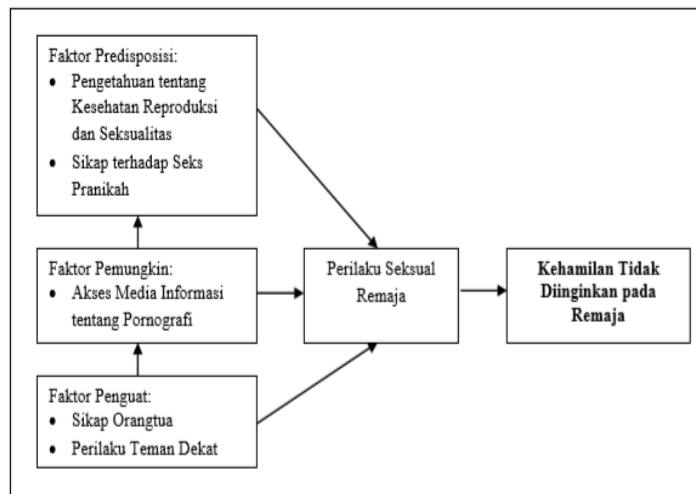 Faktor Predisposisi:
• Pengetahuan tentang
Kesehatan Reproduksi
dan Seksualitas
• Sikap terhadap Seks
Pranikah
Faktor Pemungkin:
• Akses Media Informasi
tentang Pornografi
Faktor Penguat:
• Sikap Orangtua
• Perilaku Teman Dekat
Perilaku Seksual
Remaja
Kehamilan Tidak
Diinginkan pada
Remaja